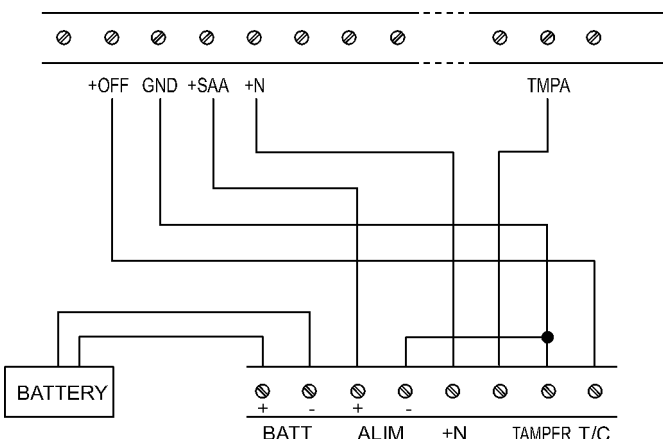 +OFF GND +SAA +N TMPA
BATTERY
+ - + -
BATT ALIM +N TAMPER T/C